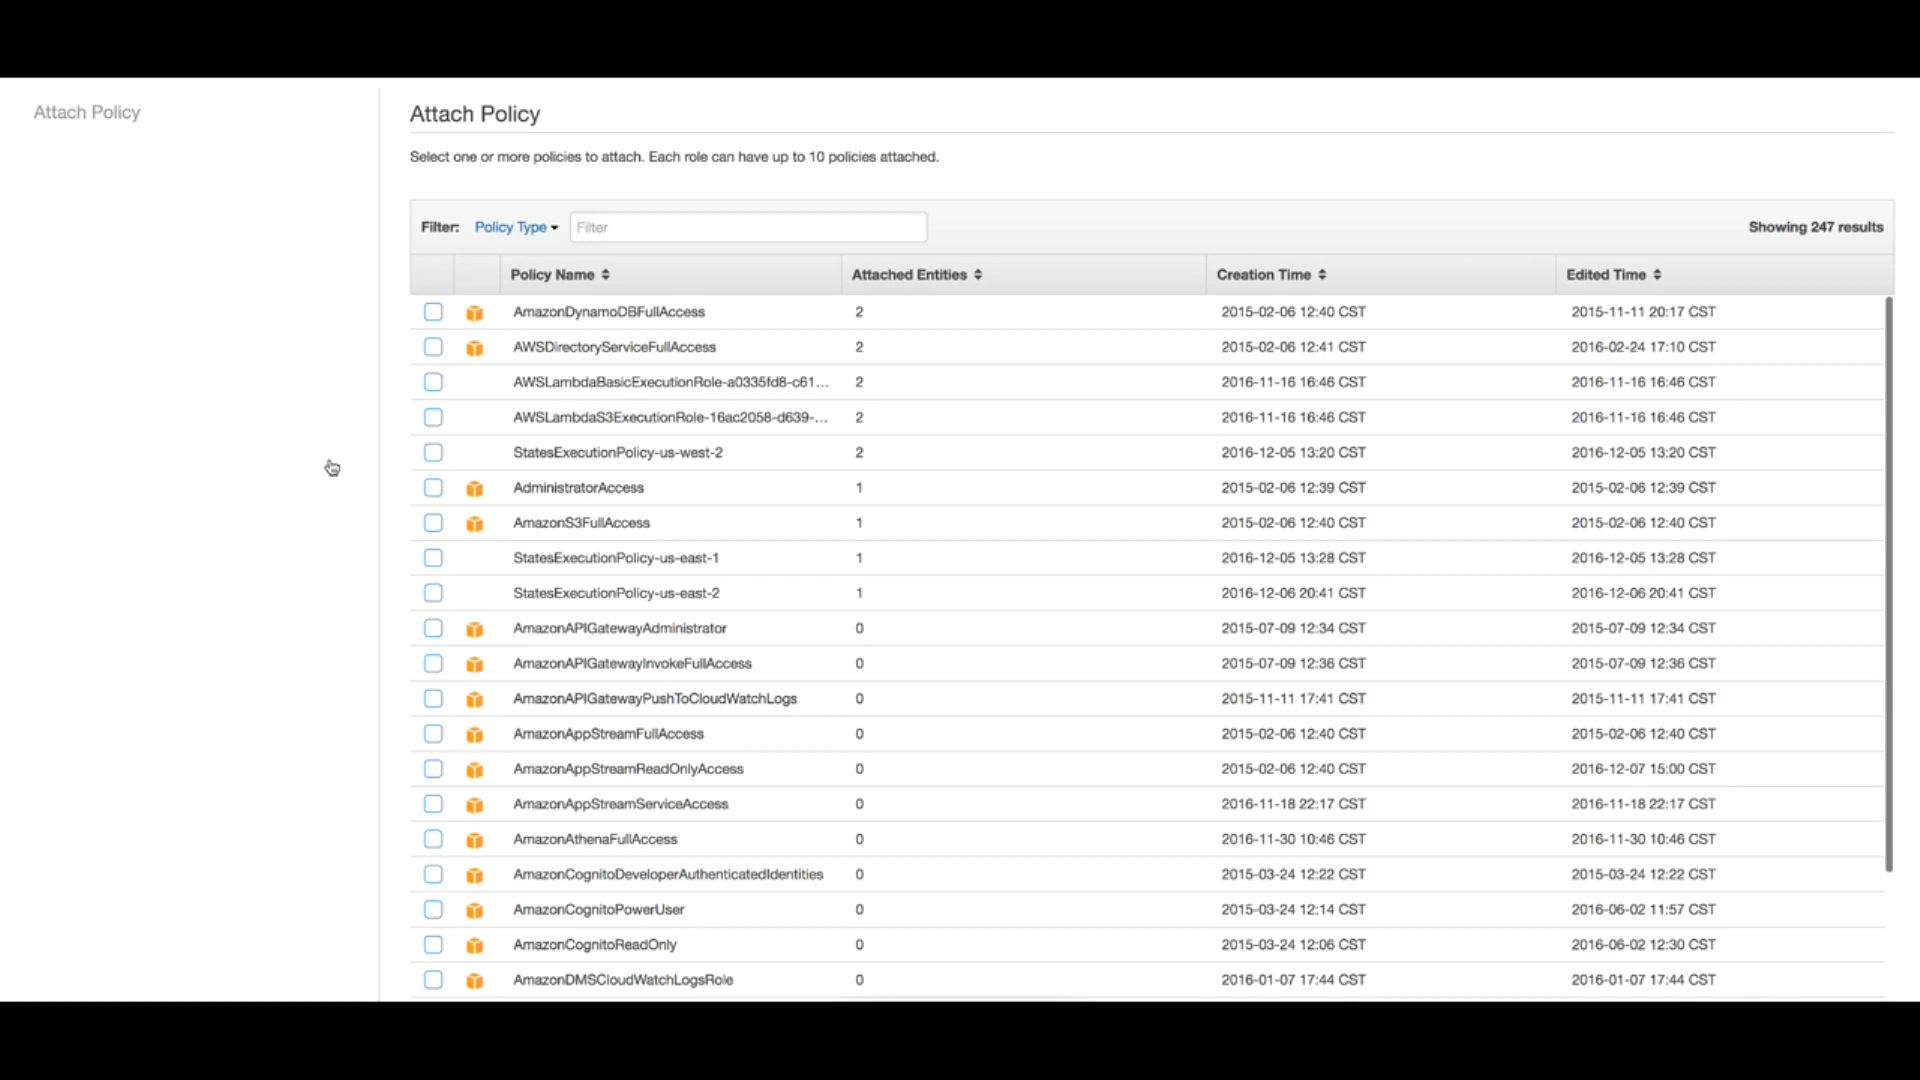 Attach Policy
Attach Policy
Select one or more policies to attach. Each role can have up to 10 policies attached.
Filter: Policy Type Filter Showing 247 results
Policy Name Attached Entities Creation Time Edited Time
AmazonDynamoDBFullAccess 2 2015-02-06 12:40 CST 2015-11-11 20:17 CST
AWSDirectoryServiceFullAccess 2 2015-02-06 12:41 CST 2016-02-24 17:10 CST
AWSLambdaBasicExecutionRole-a0335fd8-c61... 2 2016-11-16 16:46 CST 2016-11-16 16:46 CST
AWSLambdaS3ExecutionRole-16ac2058-d639-... 2 2016-11-16 16:46 CST 2016-11-16 16:46 CST
StatesExecutionPolicy-us-west-2 2 2016-12-05 13:20 CST 2016-12-05 13:20 CST
AdministratorAccess 1 2015-02-06 12:39 CST 2015-02-06 12:39 CST
AmazonS3FullAccess 1 2015-02-06 12:40 CST 2015-02-06 12:40 CST
StatesExecutionPolicy-us-east-1 1 2016-12-05 13:28 CST 2016-12-05 13:28 CST
StatesExecutionPolicy-us-east-2 1 2016-12-06 20:41 CST 2016-12-06 20:41 CST
AmazonAPIGatewayAdministrator 0 2015-07-09 12:34 CST 2015-07-09 12:34 CST
AmazonAPIGatewayInvokeFullAccess 0 2015-07-09 12:36 CST 2015-07-09 12:36 CST
AmazonAPIGatewayPushToCloudWatchLogs 0 2015-11-11 17:41 CST 2015-11-11 17:41 CST
AmazonAppStreamFullAccess 0 2015-02-06 12:40 CST 2015-02-06 12:40 CST
AmazonAppStreamReadOnlyAccess 0 2015-02-06 12:40 CST 2016-12-07 15:00 CST
AmazonAppStreamServiceAccess 0 2016-11-18 22:17 CST 2016-11-18 22:17 CST
AmazonAthenaFullAccess 0 2016-11-30 10:46 CST 2016-11-30 10:46 CST
AmazonCognitoDeveloperAuthenticatedIdentities 0 2015-03-24 12:22 CST 2015-03-24 12:22 CST
AmazonCognitoPowerUser 0 2015-03-24 12:14 CST 2016-06-02 11:57 CST
AmazonCognitoReadOnly 0 2015-03-24 12:06 CST 2016-06-02 12:30 CST
AmazonDMSCloudWatchLogsRole 0 2016-01-07 17:44 CST 2016-01-07 17:44 CST